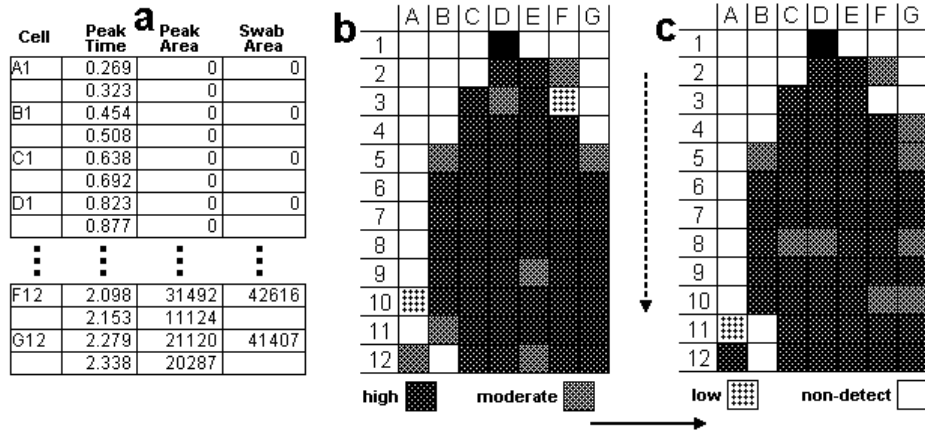 a
Cell Peak Time Peak Area Swab Area
A1 0.269 0 0
0.323 0
B1 0.454 0 0
0.508 0
C1 0.638 0 0
0.692 0
D1 0.823 0 0
0.877 0
F12 2.098 31492 42616
2.153 11124
G12 2.279 21120 41407
2.338 20287
b
A B C D E F G
1
2
3
4
5
6
7
8
9
10
11
12
c
A B C D E F G
1
2
3
4
5
6
7
8
9
10
11
12
high moderate low non-detect